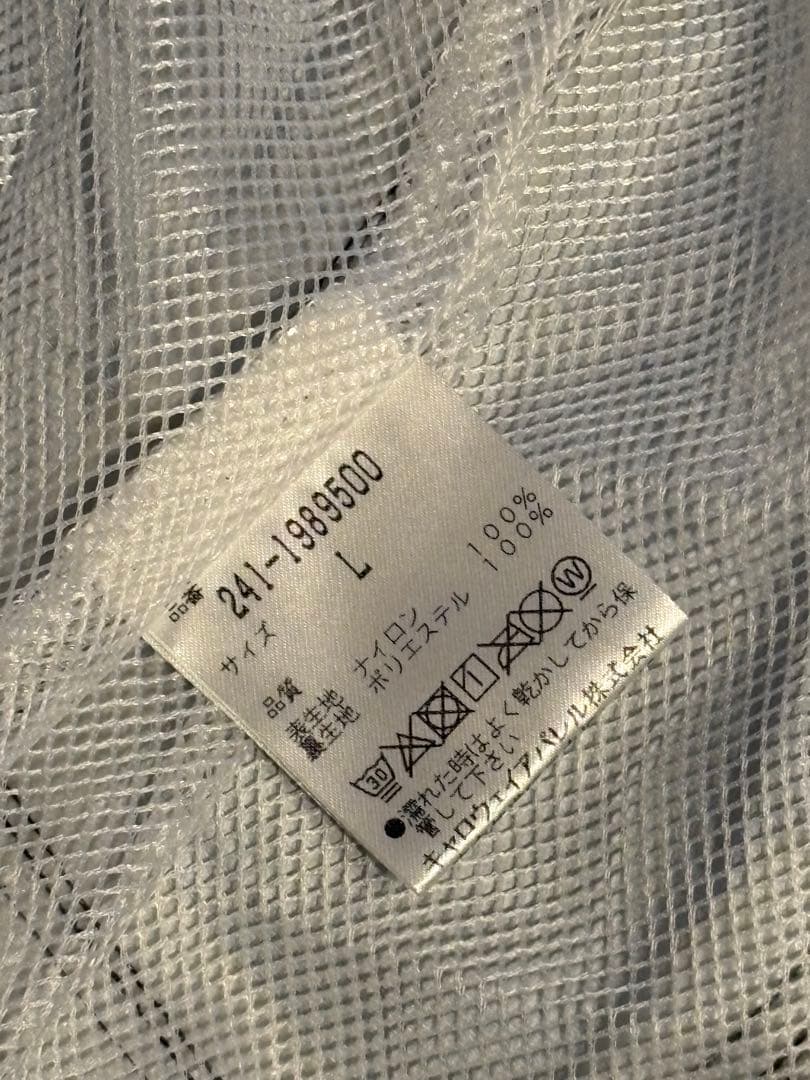 品番 241-1989500
サイズ L
品質
表生地 ナイロン 100%
裏生地 ポリエステル 100%
30 W
●濡れた時はよく乾かしてから保
管して下さい
キャロウェイアパレル株式会社